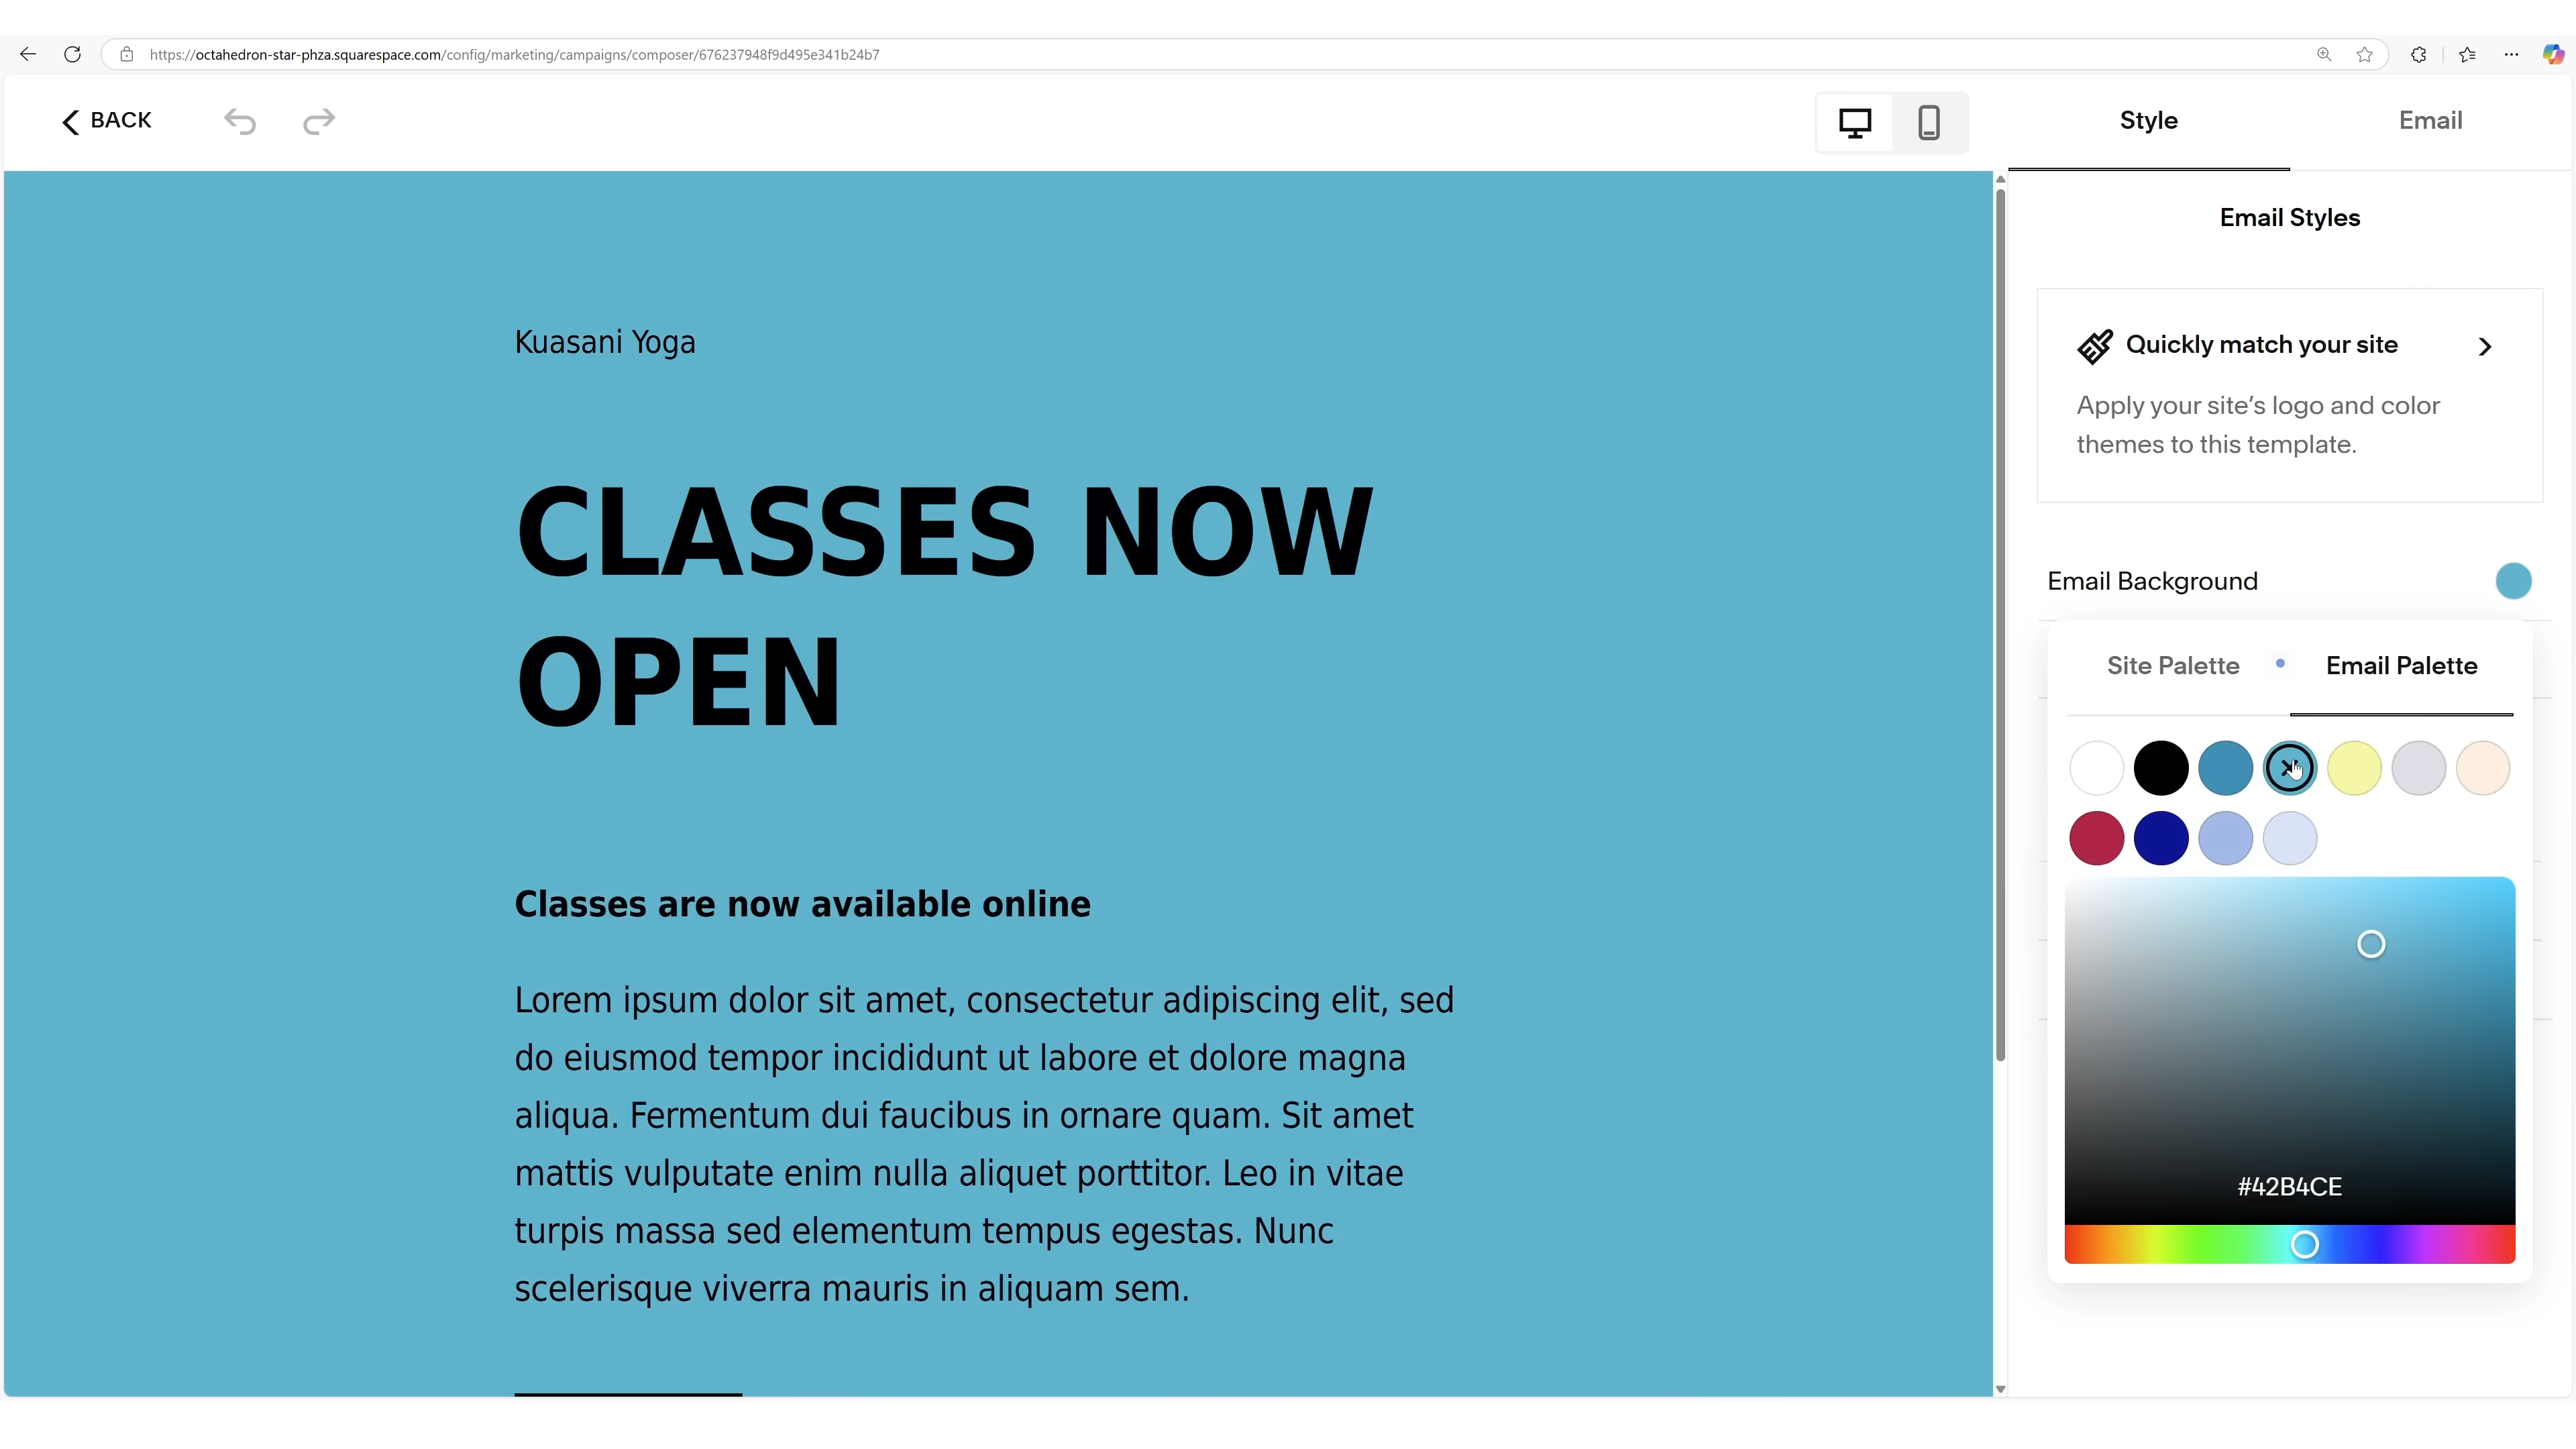 https://octahedron-star-phza.squarespace.com/config/marketing/campaigns/composer/676237948f9d495e341b24b7
BACK
Style
Email
Email Styles
Quickly match your site
Apply your site's logo and color
themes to this template.
Email Background
Site Palette
Email Palette
#42B4CE
Kuasani Yoga
CLASSES NOW
OPEN
Classes are now available online
Lorem ipsum dolor sit amet, consectetur adipiscing elit, sed
do eiusmod tempor incididunt ut labore et dolore magna
aliqua. Fermentum dui faucibus in ornare quam. Sit amet
mattis vulputate enim nulla aliquet porttitor. Leo in vitae
turpis massa sed elementum tempus egestas. Nunc
scelerisque viverra mauris in aliquam sem.